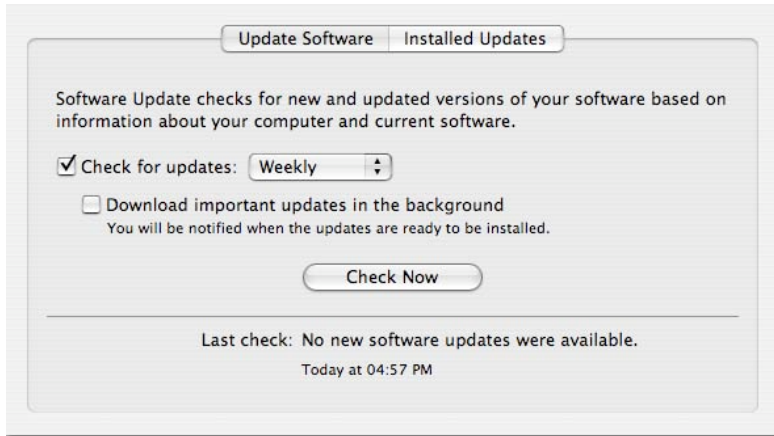 Update Software Installed Updates
Software Update checks for new and updated versions of your software based on
information about your computer and current software.
Check for updates: Weekly
Download important updates in the background
You will be notified when the updates are ready to be installed.
Check Now
Last check: No new software updates were available.
Today at 04:57 PM